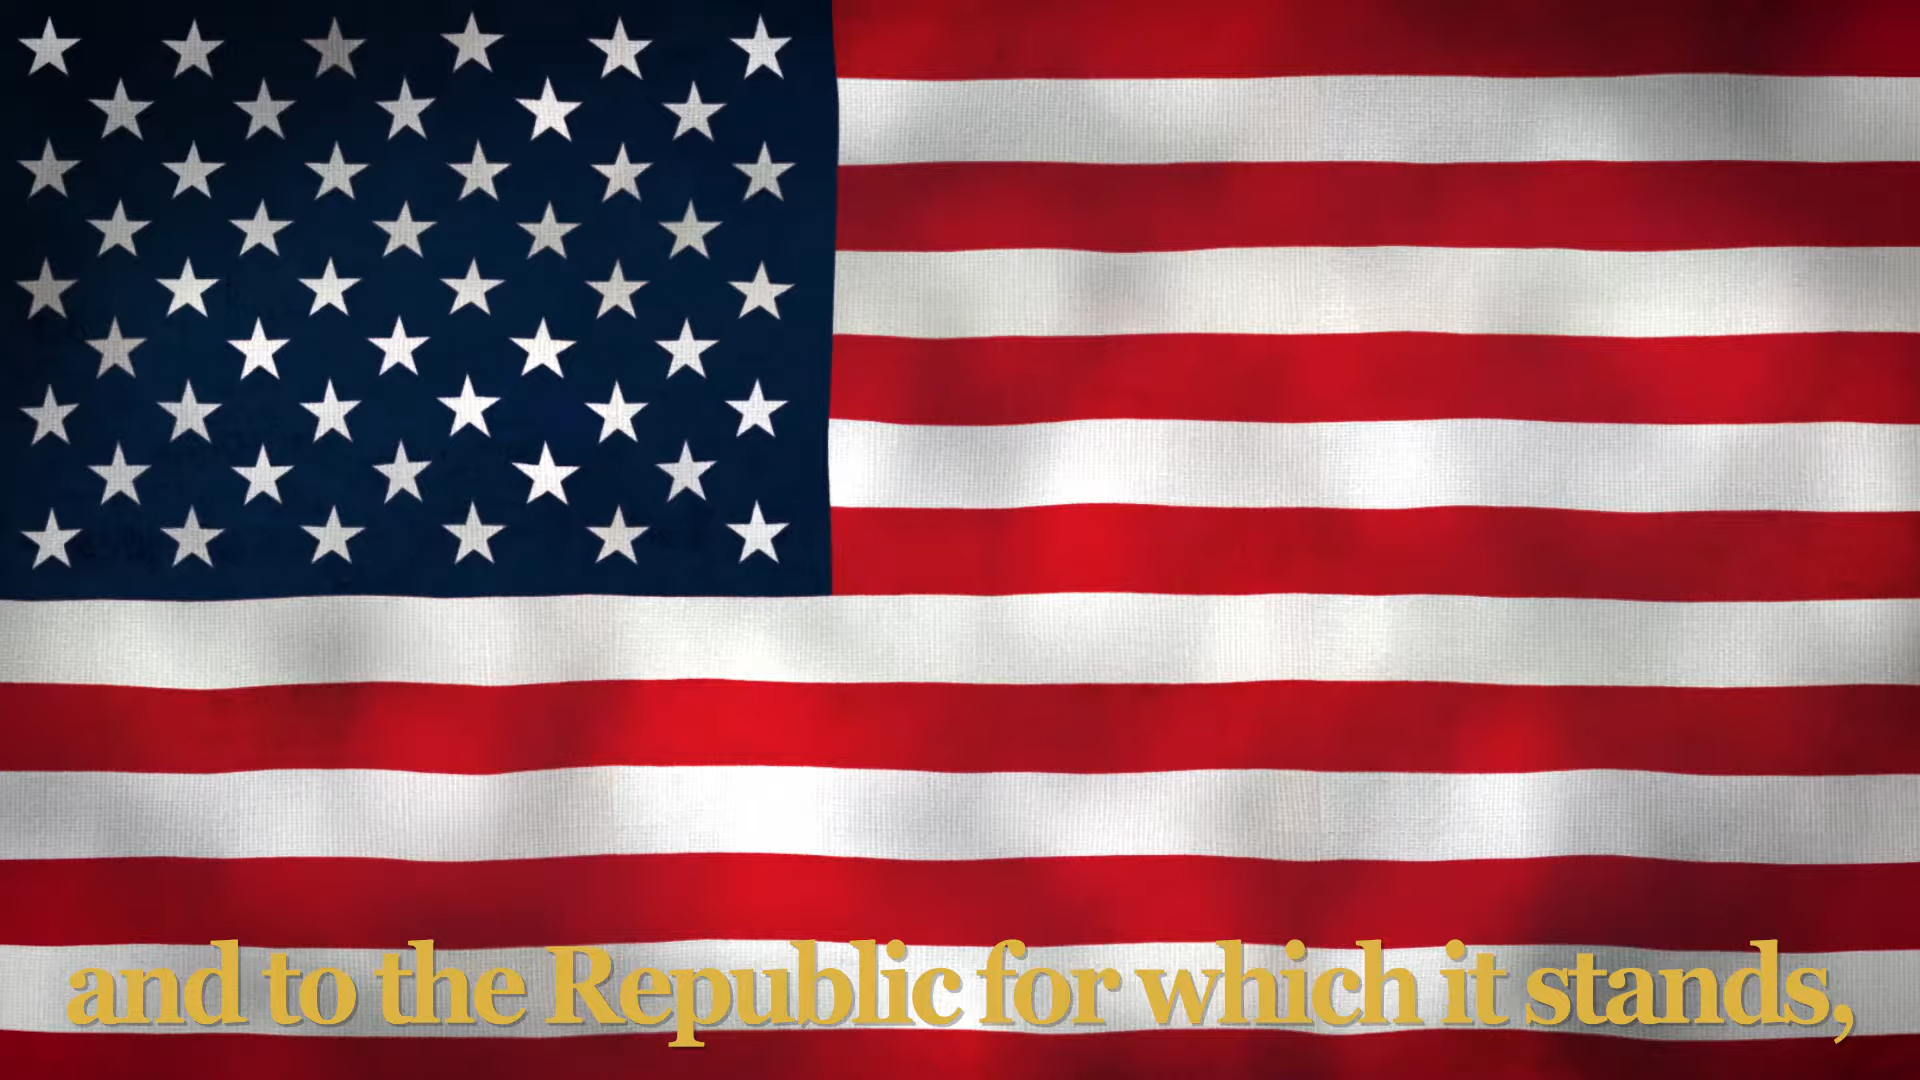 and to the Republic for which it stands,